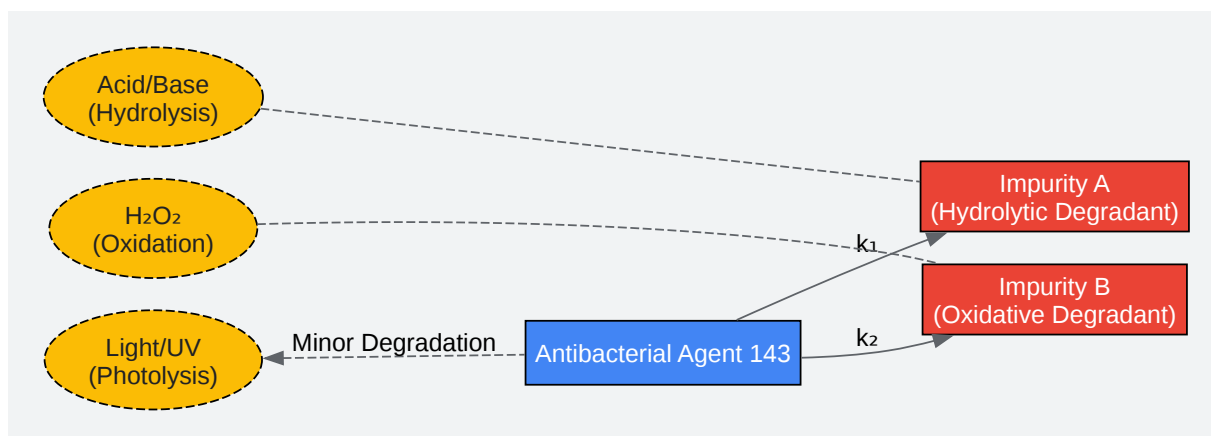 Acid/Base
(Hydrolysis)
H₂O₂
(Oxidation)
Light/UV
(Photolysis)
Minor Degradation
Antibacterial Agent 143
k₁
k₂
Impurity A
(Hydrolytic Degradant)
Impurity B
(Oxidative Degradant)